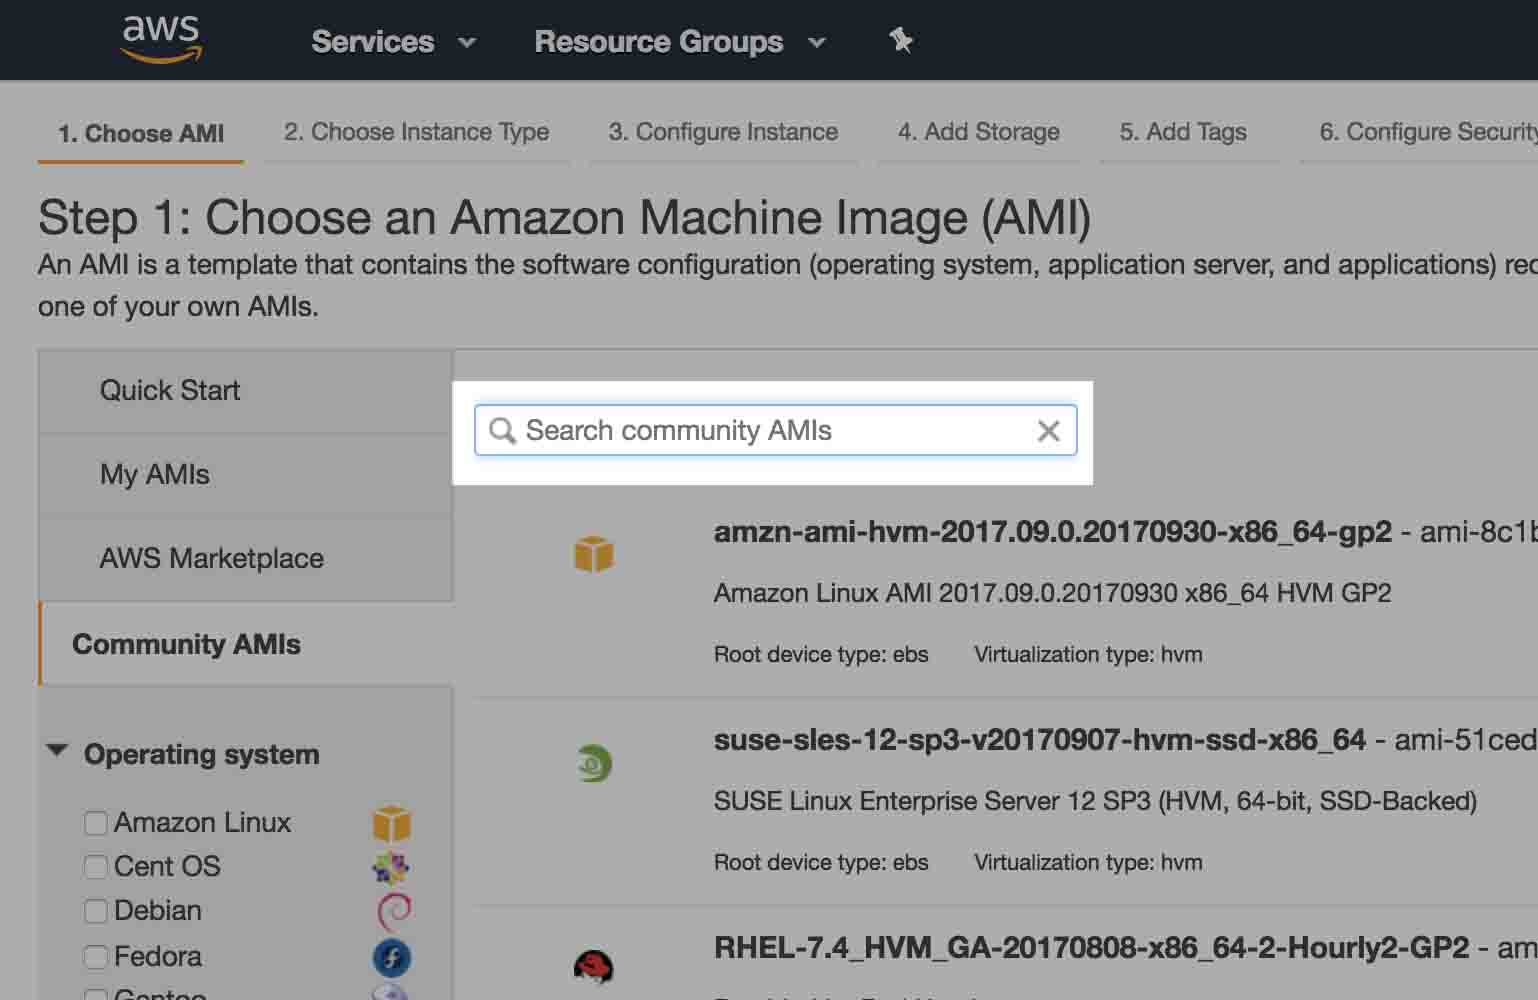 aws
Services
Resource Groups
1. Choose AMI
2. Choose Instance Type
3. Configure Instance
4. Add Storage
5. Add Tags
6. Configure Security
Step 1: Choose an Amazon Machine Image (AMI)
An AMI is a template that contains the software configuration (operating system, application server, and applications)
one of your own AMIs.
Quick Start
My AMIs
AWS Marketplace
Community AMIs
Operating system
Amazon Linux
Cent OS
Debian
Fedora
Search community AMIs
amzn-ami-hvm-2017.09.0.20170930-x86_64-gp2 - ami-8c1b
Amazon Linux AMI 2017.09.0.20170930 x86_64 HVM GP2
Root device type: ebs Virtualization type: hvm
suse-sles-12-sp3-v20170907-hvm-ssd-x86_64 - ami-51ced
SUSE Linux Enterprise Server 12 SP3 (HVM, 64-bit, SSD-Backed)
Root device type: ebs Virtualization type: hvm
RHEL-7.4_HVM_GA-20170808-x86_64-2-Hourly2-GP2 - am